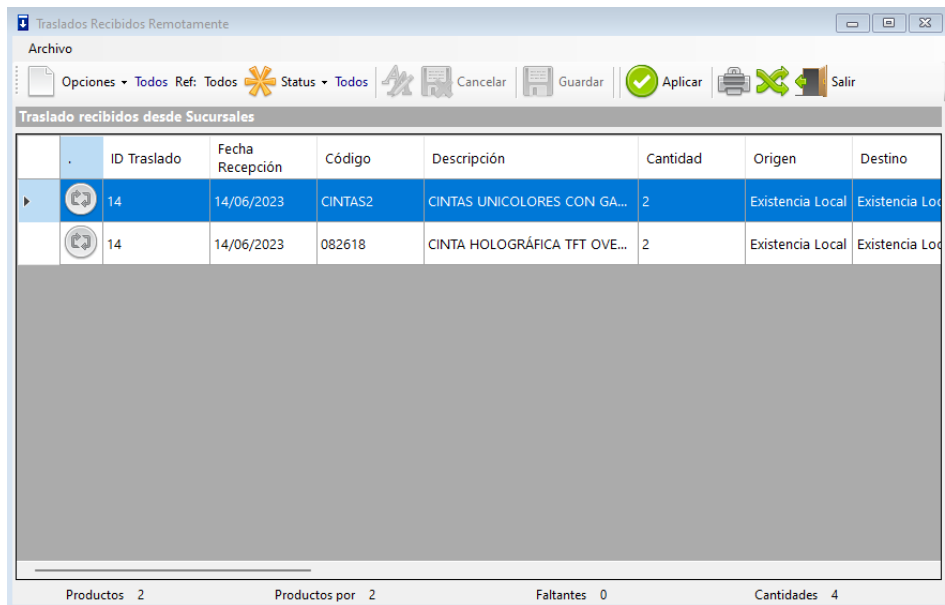 Traslados Recibidos Remotamente
Archivo
Opciones Todos Ref: Todos Status Todos Cancelar Guardar Aplicar Salir
Traslado recibidos desde Sucursales
. ID Traslado Fecha Recepción Código Descripción Cantidad Origen Destino
14 14/06/2023 CINTAS2 CINTAS UNICOLORES CON GA... 2 Existencia Local Existencia Loc
14 14/06/2023 082618 CINTA HOLOGRÁFICA TFT OVE... 2 Existencia Local Existencia Loc
Productos 2 Productos por 2 Faltantes 0 Cantidades 4